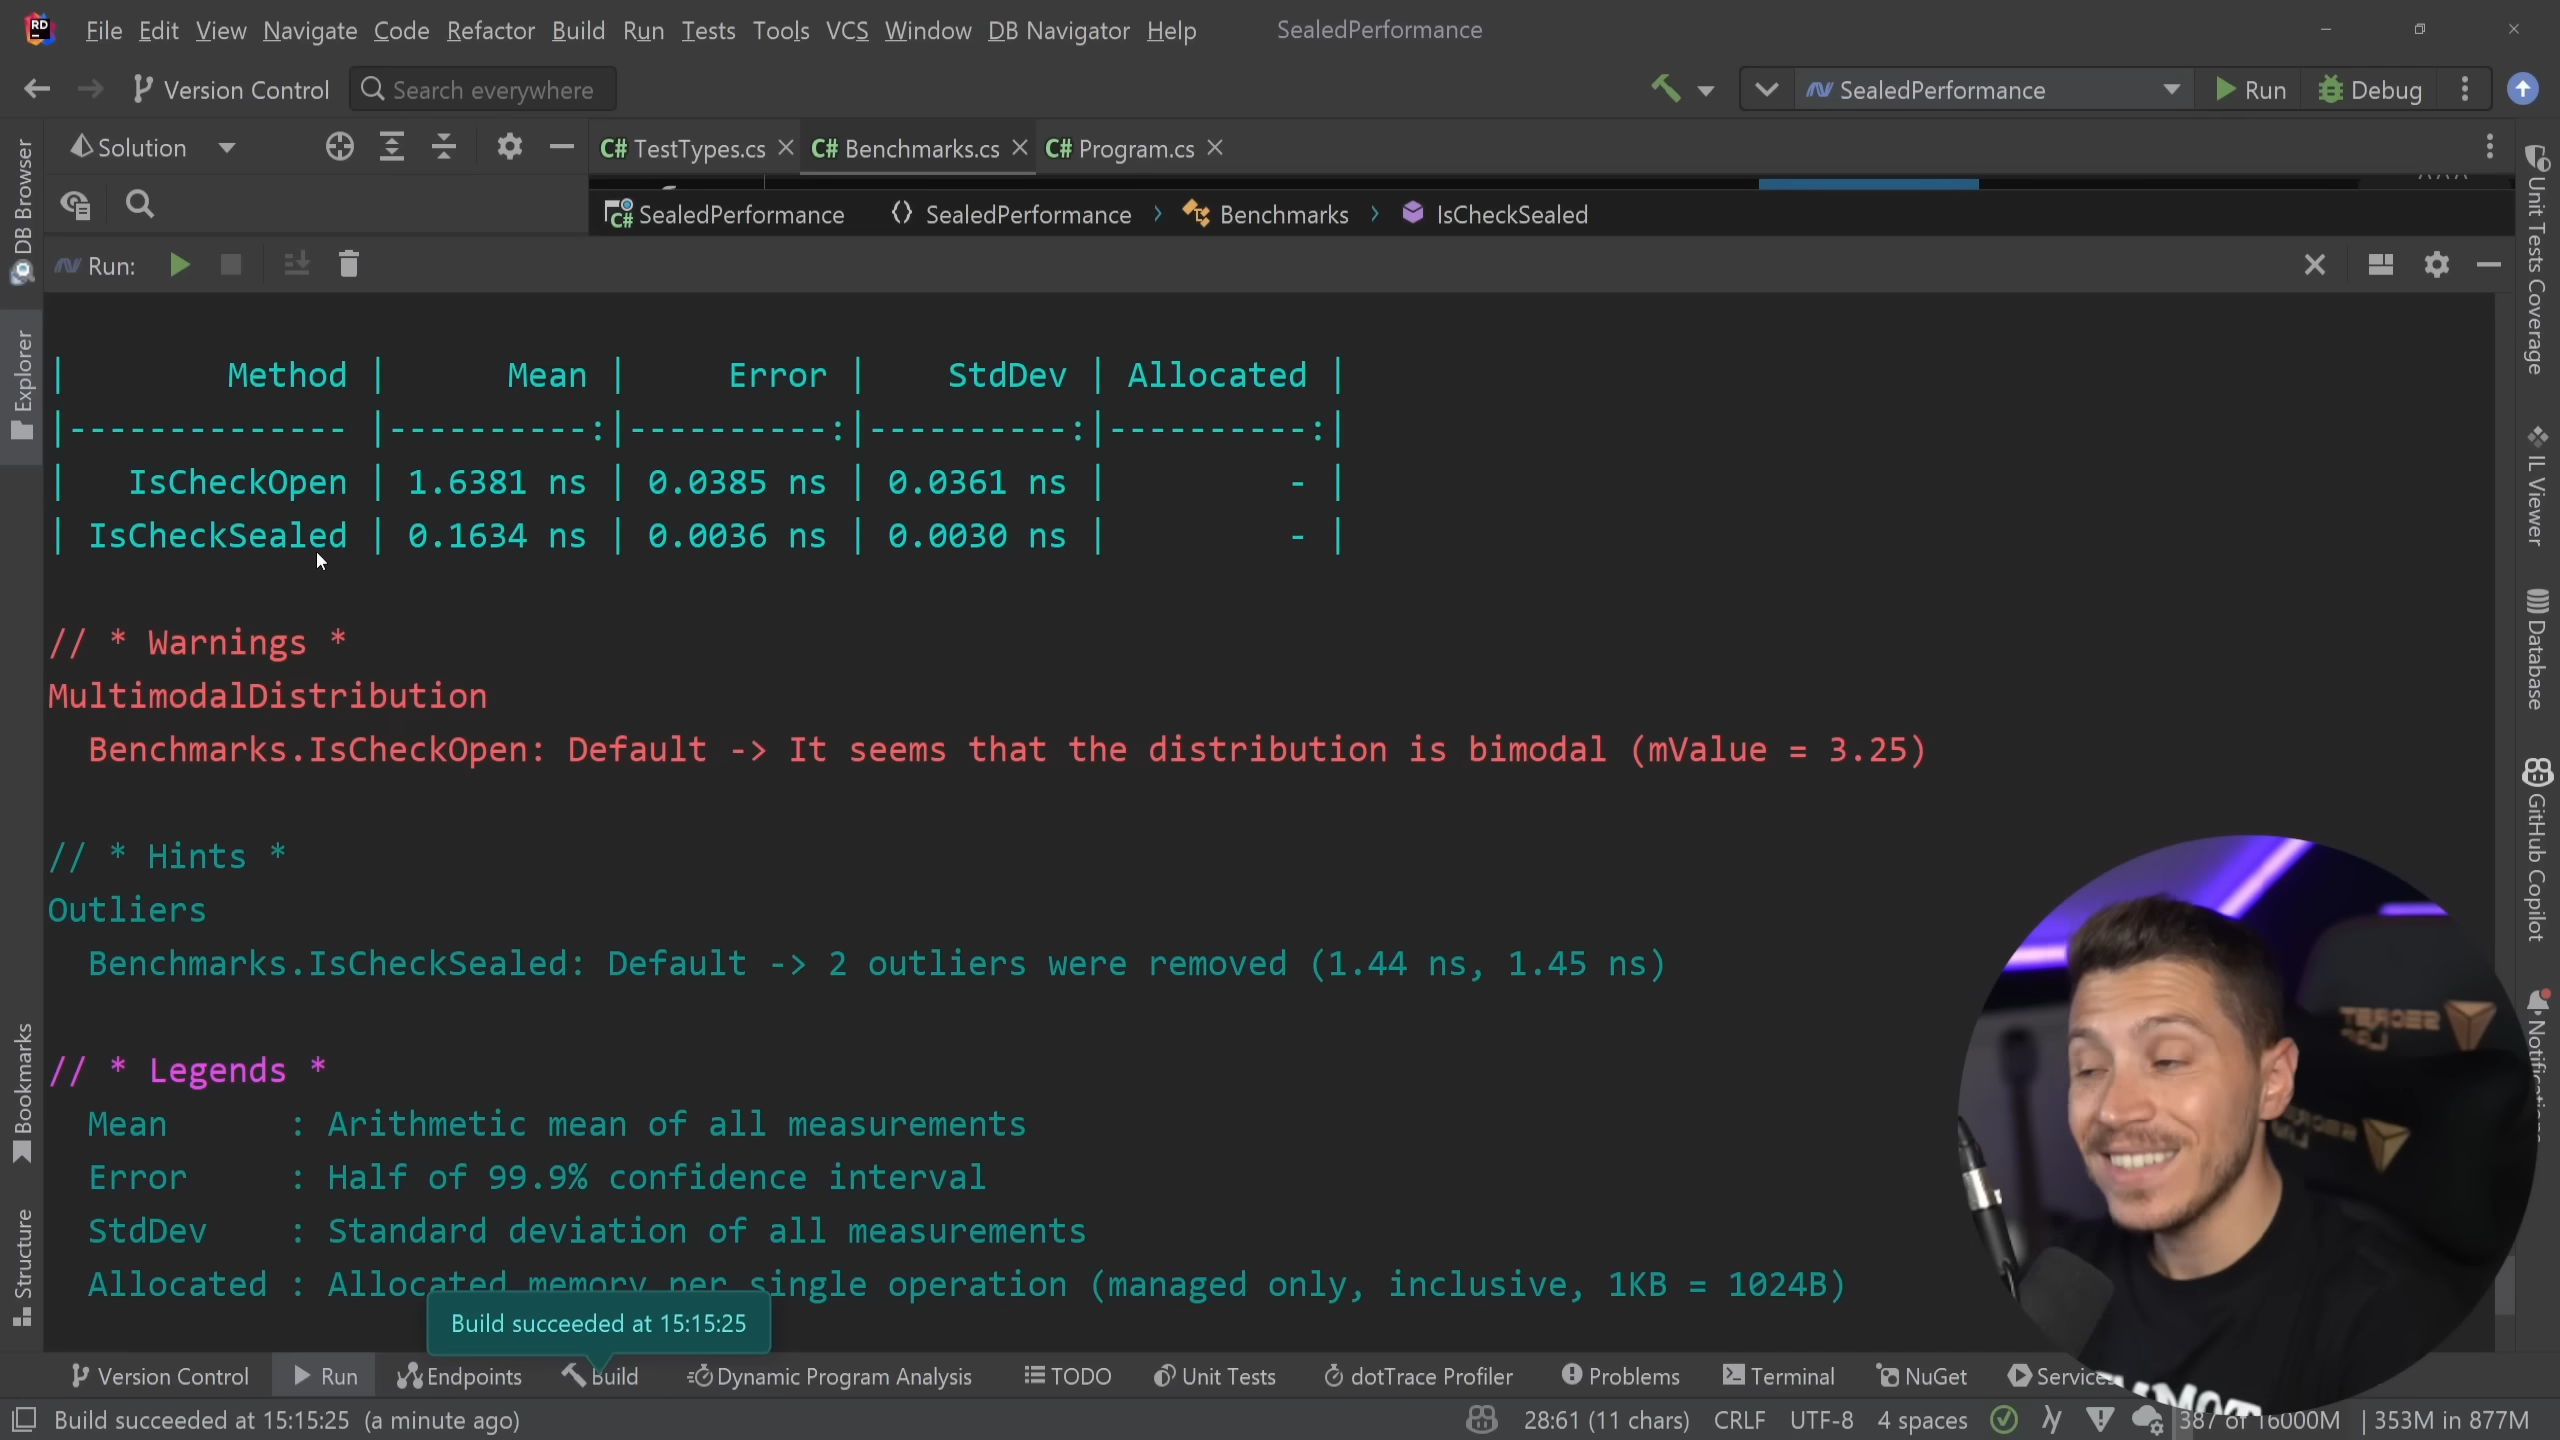 RD
File Edit View Navigate Code Refactor Build Run Tests Tools VCS Window DB Navigator Help SealedPerformance
Version Control Search everywhere SealedPerformance Run Debug
Solution C# TestTypes.cs C# Benchmarks.cs C# Program.cs
C# SealedPerformance SealedPerformance Benchmarks IsCheckSealed
Run:
DB Browser
Explorer
Bookmarks
Structure
| Method | Mean | Error | StdDev | Allocated |
|-------------- |----------:|----------:|----------:|----------:|
| IsCheckOpen | 1.6381 ns | 0.0385 ns | 0.0361 ns | - |
| IsCheckSealed | 0.1634 ns | 0.0036 ns | 0.0030 ns | - |
// * Warnings *
MultimodalDistribution
Benchmarks.IsCheckOpen: Default -> It seems that the distribution is bimodal (mValue = 3.25)
// * Hints *
Outliers
Benchmarks.IsCheckSealed: Default -> 2 outliers were removed (1.44 ns, 1.45 ns)
// * Legends *
Mean : Arithmetic mean of all measurements
Error : Half of 99.9% confidence interval
StdDev : Standard deviation of all measurements
Allocated : Allocated memory per single operation (managed only, inclusive, 1KB = 1024B)
Build succeeded at 15:15:25
Unit Tests Coverage
IL Viewer
Database
GitHub Copilot
Notifications
Version Control Run Endpoints Build Dynamic Program Analysis TODO Unit Tests dotTrace Profiler Problems Terminal NuGet Services
Build succeeded at 15:15:25 (a minute ago) 28:61 (11 chars) CRLF UTF-8 4 spaces 387 of 16000M | 353M in 877M